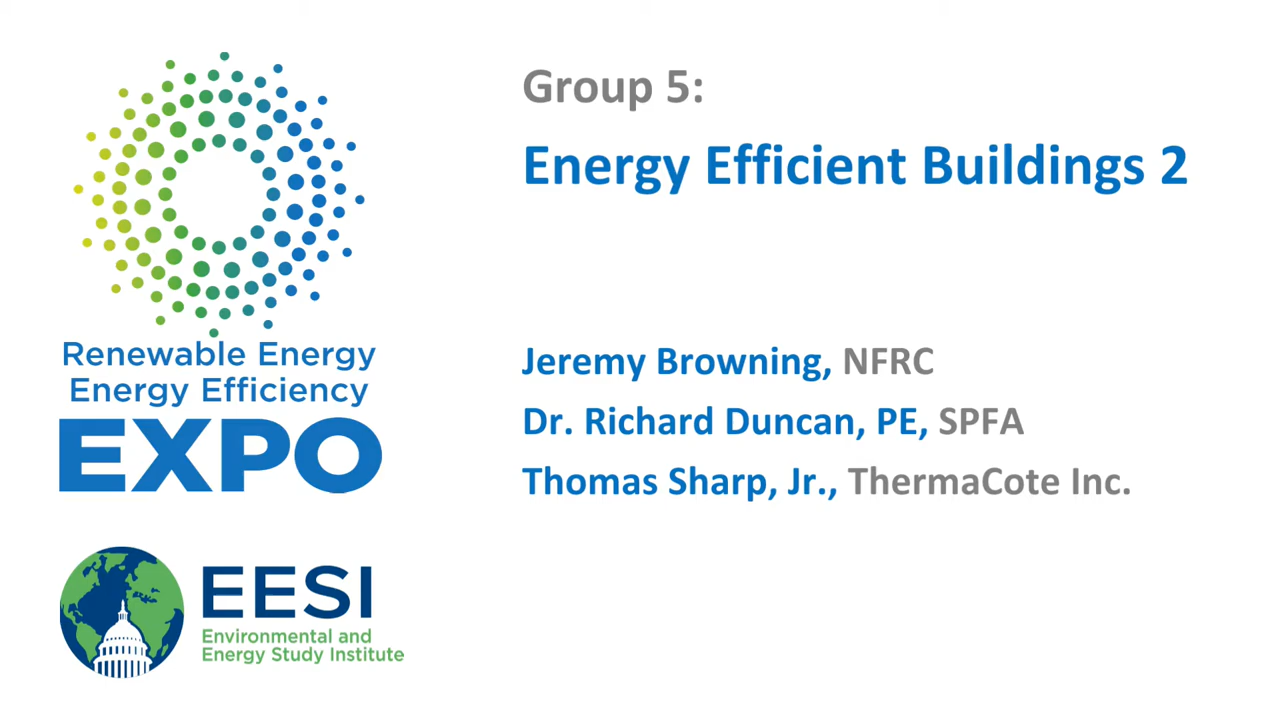 Group 5:
Energy Efficient Buildings 2
Jeremy Browning, NFRC
Dr. Richard Duncan, PE, SPFA
Thomas Sharp, Jr., ThermaCote Inc.
Renewable Energy
Energy Efficiency
EXPO
EESI
Environmental and
Energy Study Institute